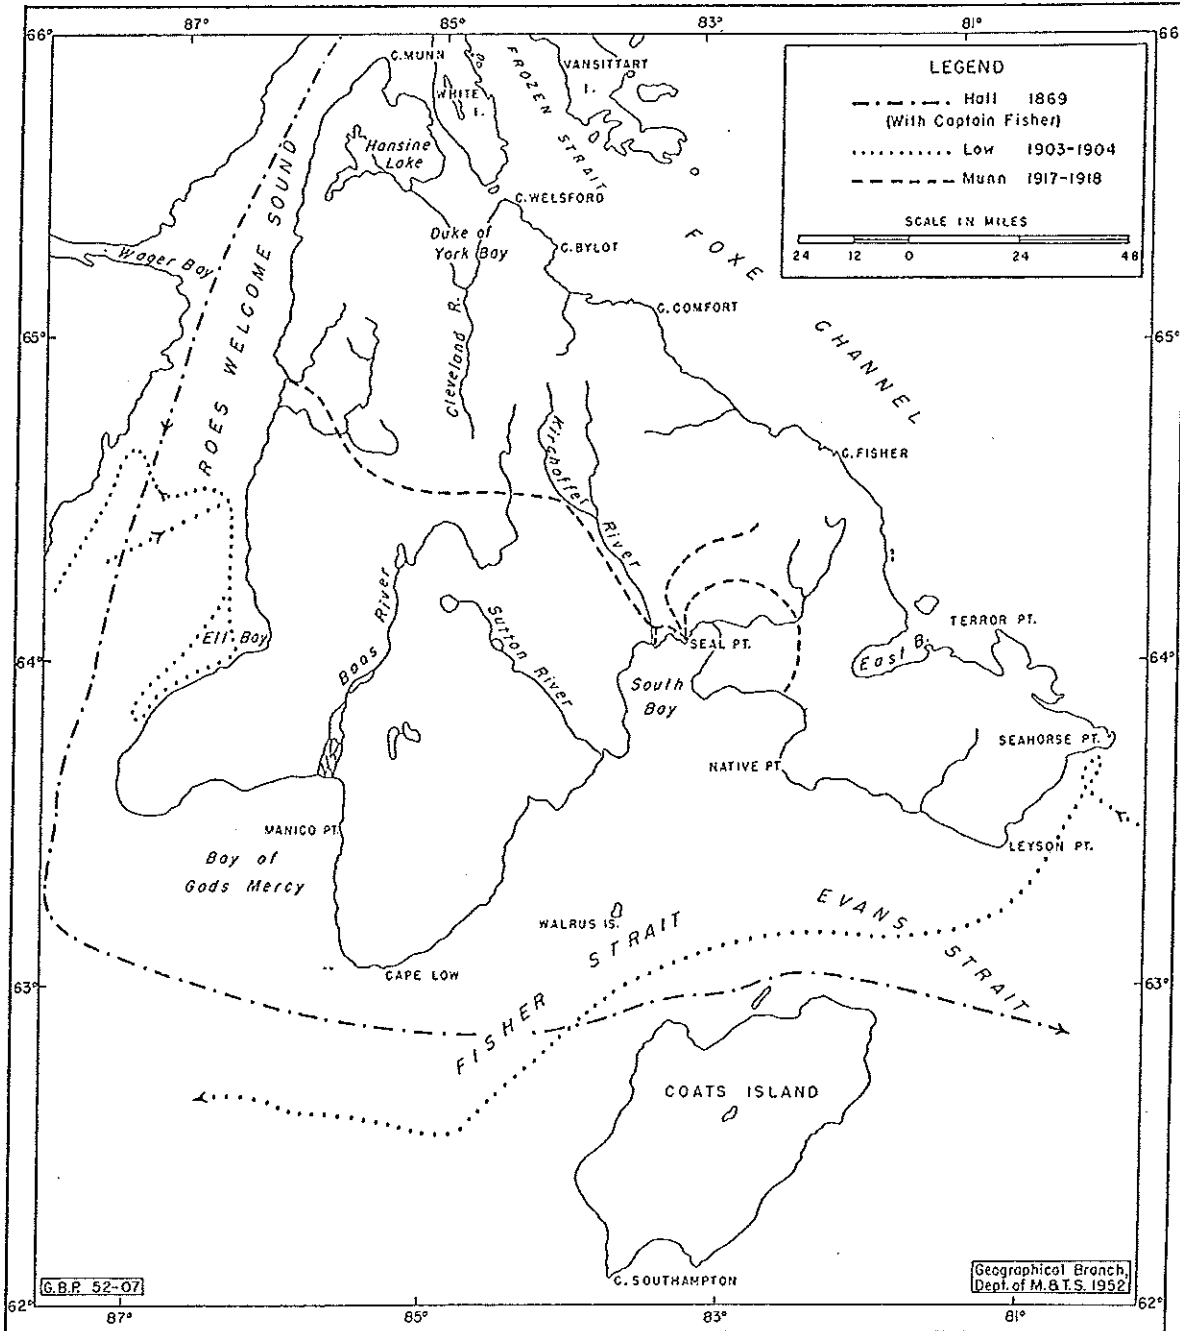 87° 85° 83° 81°
66° 66
C.MUNN
VANSITTART
I.
WHITE
I.
FROZEN STRAIT
LEGEND
Hall 1869
(With Captain Fisher)
Low 1903-1904
Munn 1917-1918
SCALE IN MILES
24 12 0 24 48
Hansine
Lake
C.WELSFORD
Duke of
York Bay
C.BYLOT
FOXE
CHANNEL
Wager Bay
ROES WELCOME SOUND
C.COMFORT
65° 65°
Cleveland R.
Kirchoffer
River
C.FISHER
Ell Bay
Boas River
Sutton River
SEAL PT.
TERROR PT.
East B.
64° 64°
South
Bay
SEAHORSE PT.
NATIVE PT.
MANICO PT.
LEYSON PT.
Bay of
Gods Mercy
EVANS
STRAIT
WALRUS IS.
FISHER
STRAIT
CAPE LOW
63° 63°
COATS ISLAND
C.SOUTHAMPTON
G.B.P. 52-07
Geographical Branch,
Dept. of M.&T.S. 1952
62° 62°
87° 85° 83° 81°